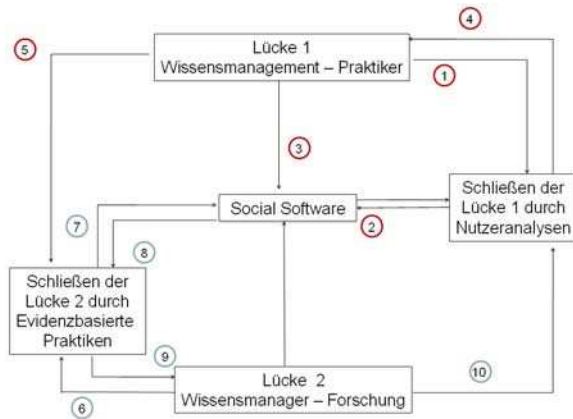 4
5
Lücke 1
Wissensmanagement – Praktiker
1
3
Schließen der
Lücke 1 durch
Nutzeranalysen
Social Software
2
7
8
Schließen der
Lücke 2 durch
Evidenzbasierte
Praktiken
9
Lücke 2
Wissensmanager – Forschung
10
6